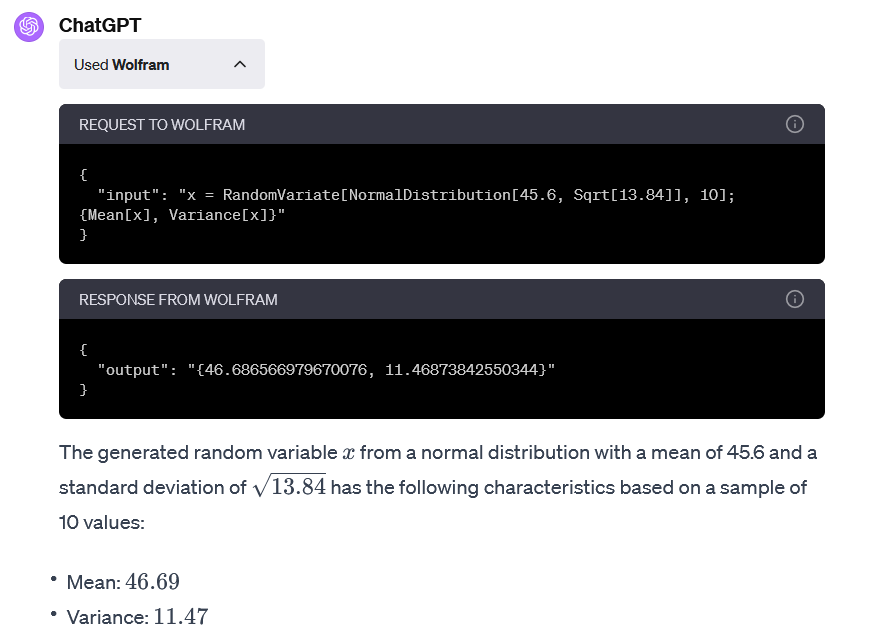 ChatGPT
Used Wolfram
REQUEST TO WOLFRAM
{
"input": "x = RandomVariate[NormalDistribution[45.6, Sqrt[13.84]], 10];
{Mean[x], Variance[x]}"
}
RESPONSE FROM WOLFRAM
{
"output": "{46.686566979670076, 11.46873842550344}"
}
The generated random variable x from a normal distribution with a mean of 45.6 and a
standard deviation of √13.84 has the following characteristics based on a sample of
10 values:
• Mean: 46.69
• Variance: 11.47